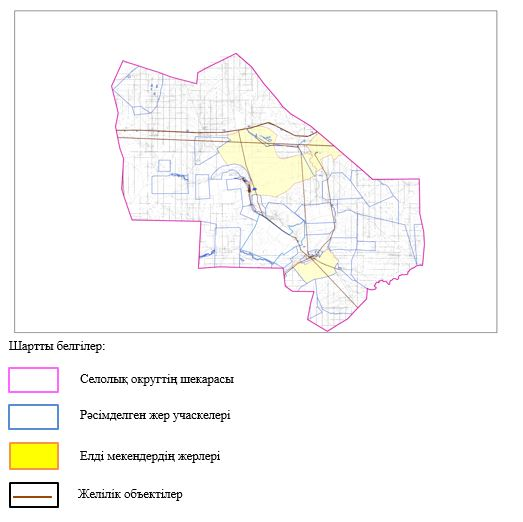 Шартты белгілер:
Селолық округтің шекарасы
Рәсімделген жер учаскелері
Елді мекендердің жерлері
Желілік объектілер